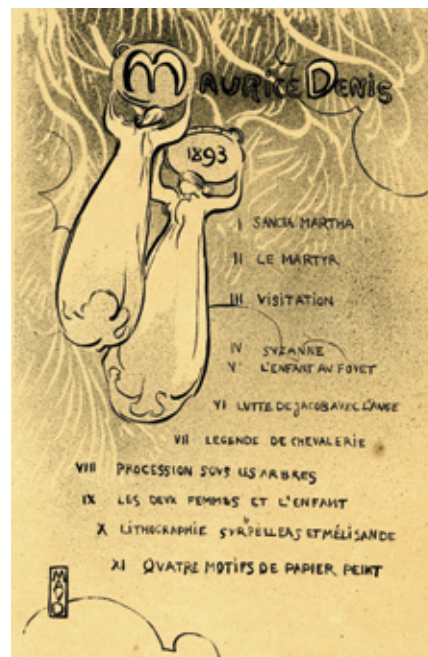 MAURICE DENIS
1893
I SANCTA MARTHA
II LE MARTYR
III VISITATION
IV SUZANNE
V L'ENFANT AU FOUET
VI LUTTE DE JACOB AVEC L'ANGE
VII LEGENDE DE CHEVALERIE
VIII PROCESSION SOUS LES ARBRES
IX LES DEUX FEMMES ET L'ENFANT
X LITHOGRAPHIE SUR PELLEAS ET MÉLISANDE
XI QUATRE MOTIFS DE PAPIER PEINT